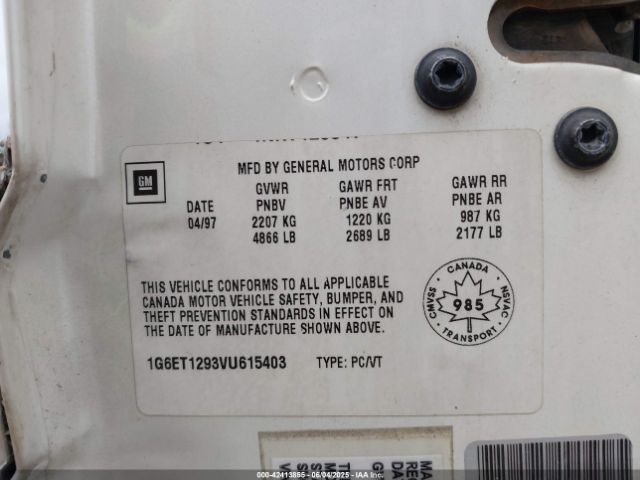 MFD BY GENERAL MOTORS CORP
GM
GVWR GAWR FRT GAWR RR
DATE PNBV PNBE AV PNBE AR
04/97 2207 KG 1220 KG 987 KG
4866 LB 2689 LB 2177 LB
THIS VEHICLE CONFORMS TO ALL APPLICABLE
CANADA MOTOR VEHICLE SAFETY, BUMPER, AND
THEFT PREVENTION STANDARDS IN EFFECT ON
THE DATE OF MANUFACTURE SHOWN ABOVE.
CANADA
CMVSS
985
NSVAC
TRANSPORT
1G6ET1293VU615403 TYPE: PC/VT
000-42413855 - 06/04/2025 - IAAI.COM